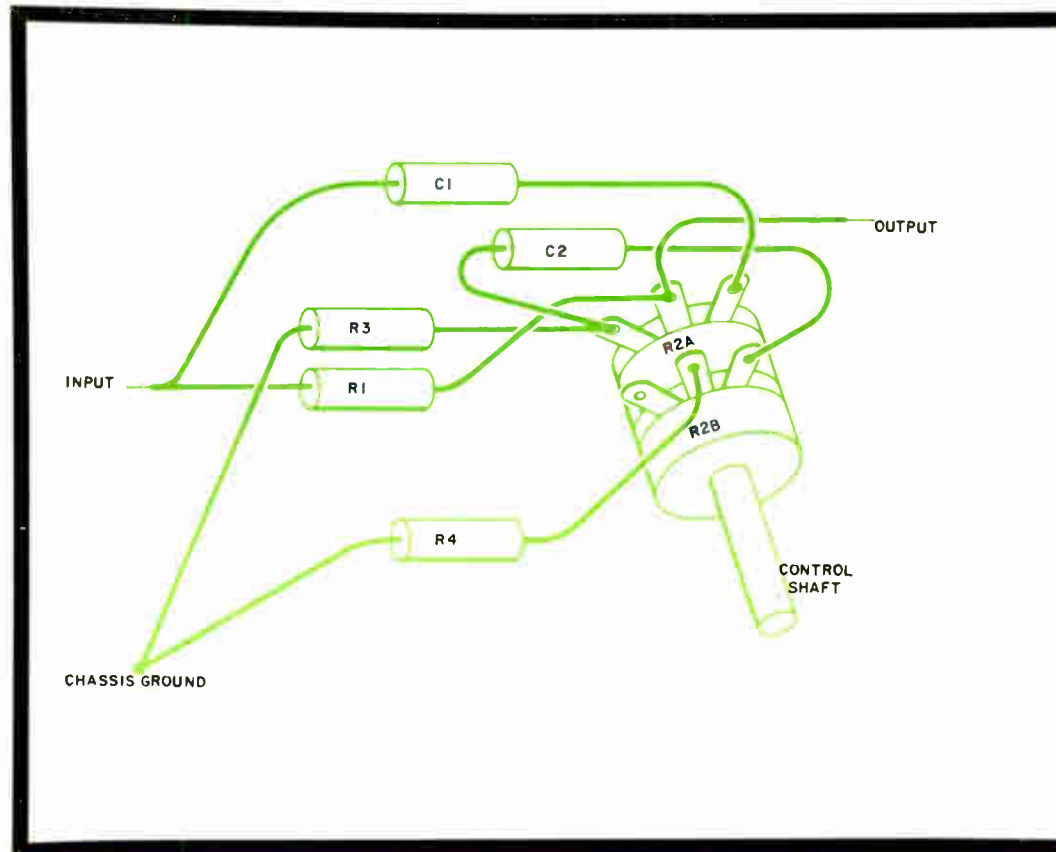 C1
OUTPUT
C2
R3
R2A
INPUT
R1
R2B
R4
CONTROL
SHAFT
CHASSIS GROUND